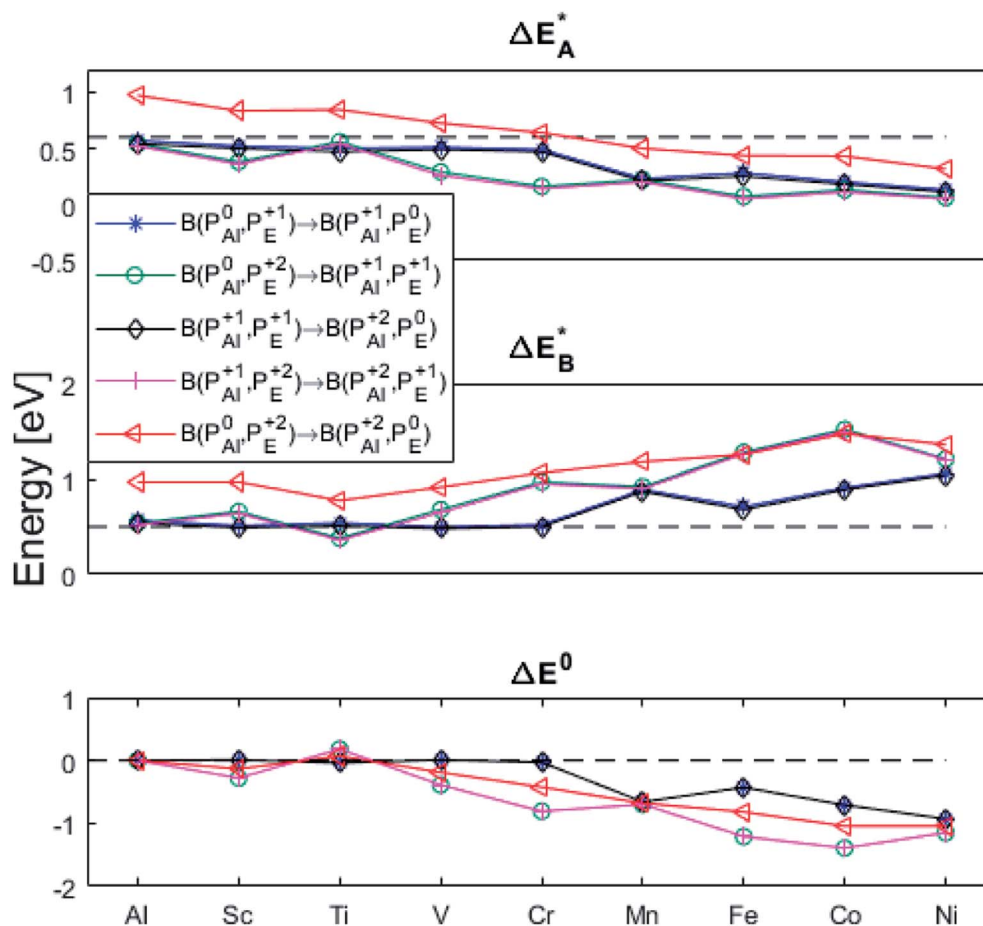 ΔE*A
1
0.5
0
-0.5
B(P⁰Al,P⁺¹E)→B(P⁺¹Al,P⁰E)
B(P⁰Al,P⁺²E)→B(P⁺¹Al,P⁺¹E)
B(P⁺¹Al,P⁺¹E)→B(P⁺²Al,P⁰E)
B(P⁺¹Al,P⁺²E)→B(P⁺²Al,P⁺¹E)
B(P⁰Al,P⁺²E)→B(P⁺²Al,P⁰E)
Energy [eV]
ΔE*B
2
1
0
ΔE⁰
1
0
-1
-2
Al Sc Ti V Cr Mn Fe Co Ni